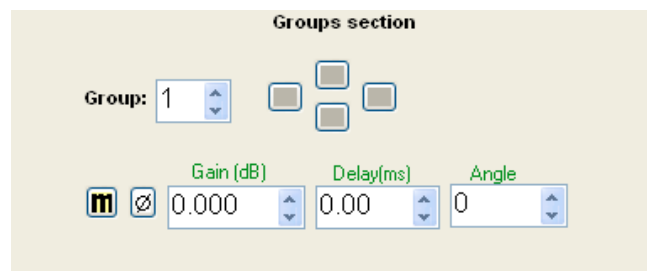 Groups section
Group: 1
Gain (dB) Delay(ms) Angle
m Ø 0.000 0.00 0